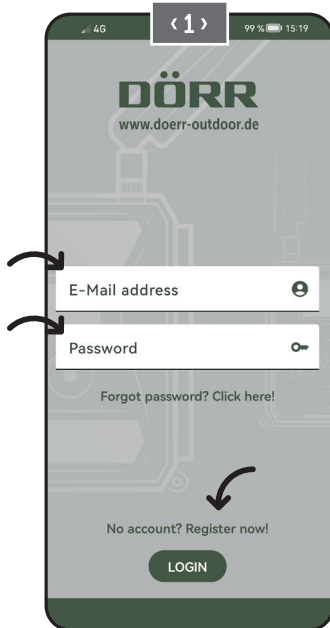 4G
‹1›
99 % 15:19
DÖRR
www.doerr-outdoor.de
E-Mail address
Password
Forgot password? Click here!
No account? Register now!
LOGIN